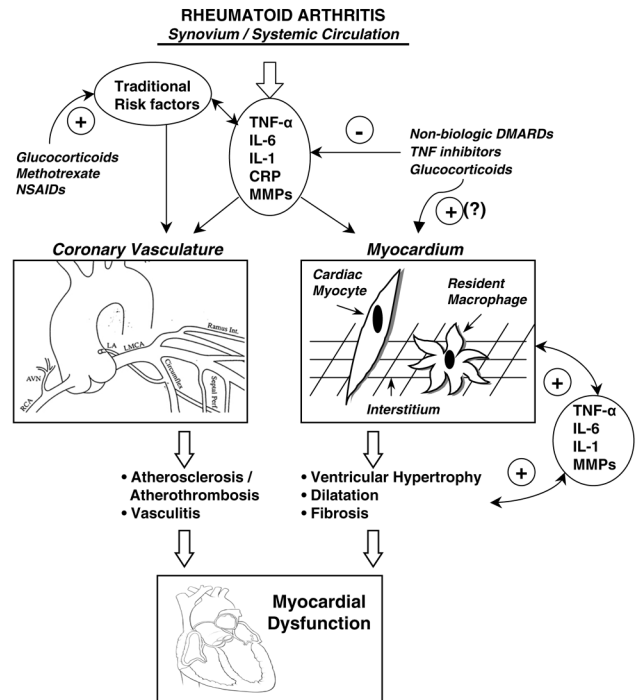 RHEUMATOID ARTHRITIS
Synovium / Systemic Circulation
Traditional
Risk factors
+
Glucocorticoids
Methotrexate
NSAIDs
TNF-α
IL-6
IL-1
CRP
MMPs
-
Non-biologic DMARDs
TNF inhibitors
Glucocorticoids
+ (?)
Coronary Vasculature
LA
LMCA
Ramus Int.
Circumflex
Septal Perf
AVN
RCA
Myocardium
Cardiac
Myocyte
Resident
Macrophage
Interstitium
+
TNF-α
IL-6
IL-1
MMPs
+
• Atherosclerosis /
Atherothrombosis
• Vasculitis
• Ventricular Hypertrophy
• Dilatation
• Fibrosis
Myocardial
Dysfunction